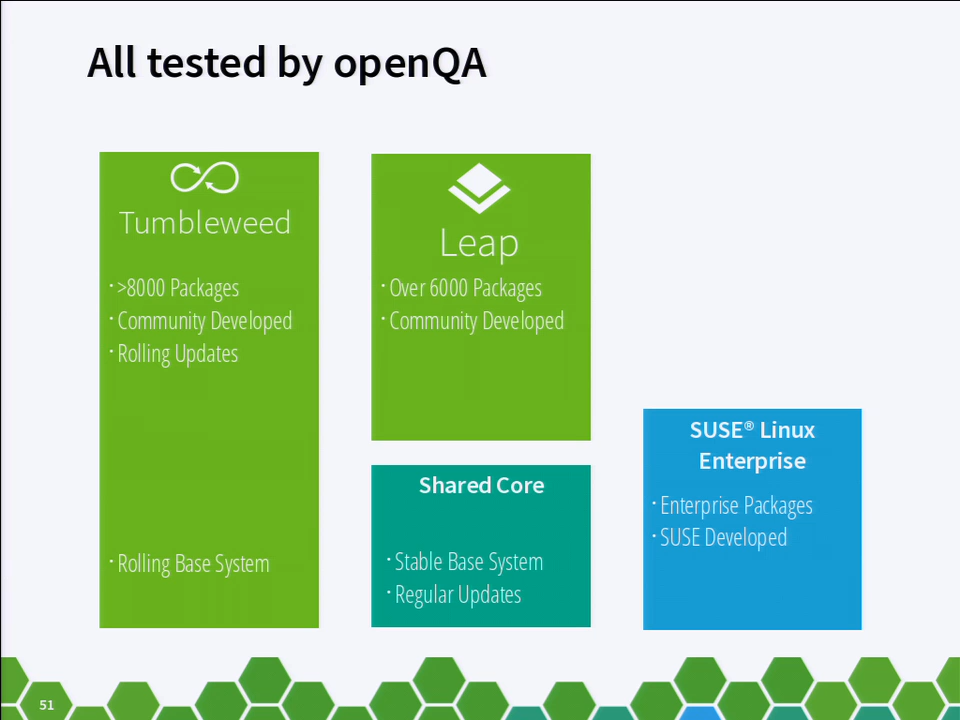 All tested by openQA
Tumbleweed
·>8000 Packages
·Community Developed
·Rolling Updates
·Rolling Base System
Leap
·Over 6000 Packages
·Community Developed
Shared Core
·Stable Base System
·Regular Updates
SUSE® Linux
Enterprise
·Enterprise Packages
·SUSE Developed
51